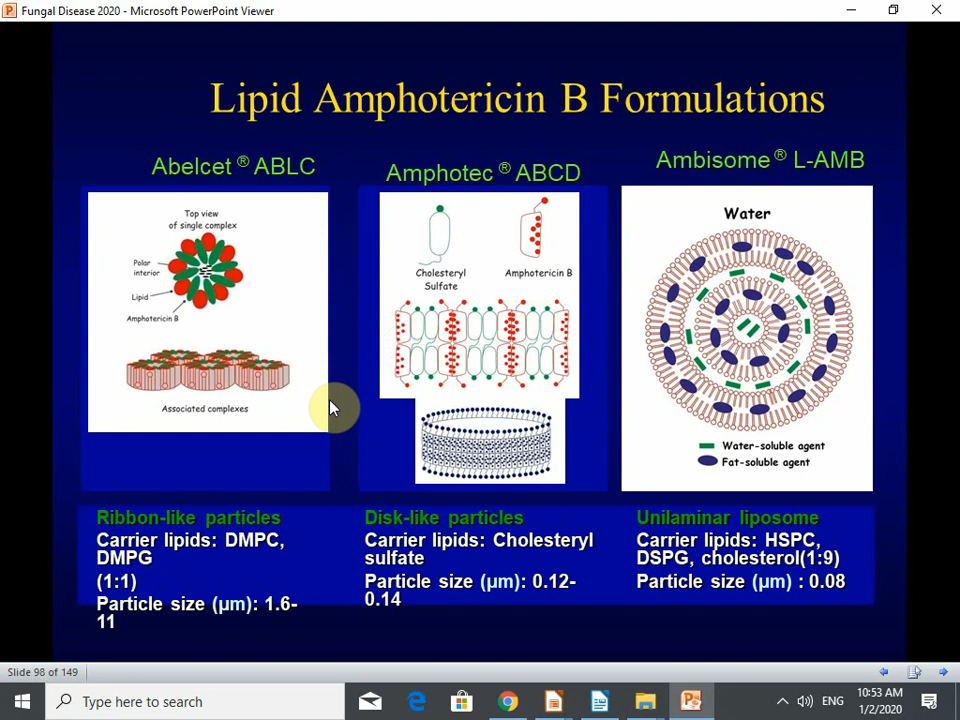 Fungal Disease 2020 - Microsoft PowerPoint Viewer
Lipid Amphotericin B Formulations
Abelcet ® ABLC
Amphotec ® ABCD
Ambisome ® L-AMB
Top view
of single complex
Polar
interior
Lipid
Amphotericin B
Associated complexes
Cholesteryl
Sulfate
Amphotericin B
Water
Water-soluble agent
Fat-soluble agent
Ribbon-like particles
Carrier lipids: DMPC,
DMPG
(1:1)
Particle size (µm): 1.6-
11
Disk-like particles
Carrier lipids: Cholesteryl
sulfate
Particle size (µm): 0.12-
0.14
Unilaminar liposome
Carrier lipids: HSPC,
DSPG, cholesterol(1:9)
Particle size (µm) : 0.08
Slide 98 of 149
Type here to search
ENG
10:53 AM
1/2/2020